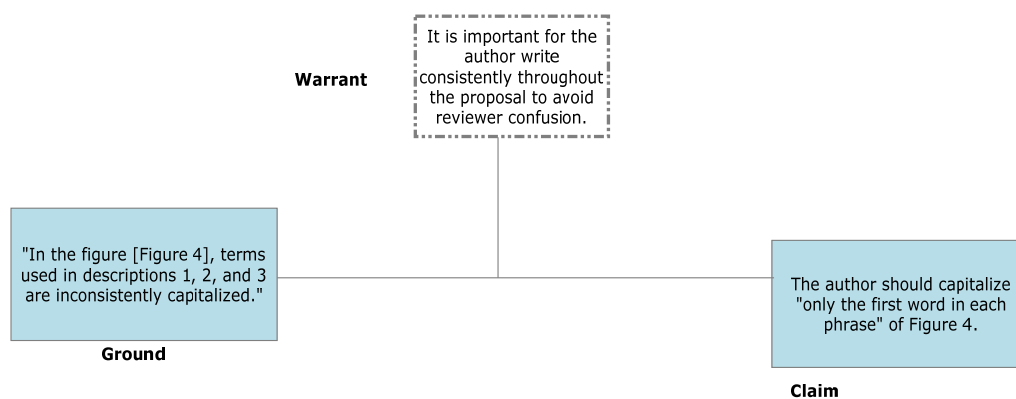 It is important for the
author write
consistently throughout
the proposal to avoid
reviewer confusion.
Warrant
"In the figure [Figure 4], terms
used in descriptions 1, 2, and 3
are inconsistently capitalized."
Ground
The author should capitalize
"only the first word in each
phrase" of Figure 4.
Claim